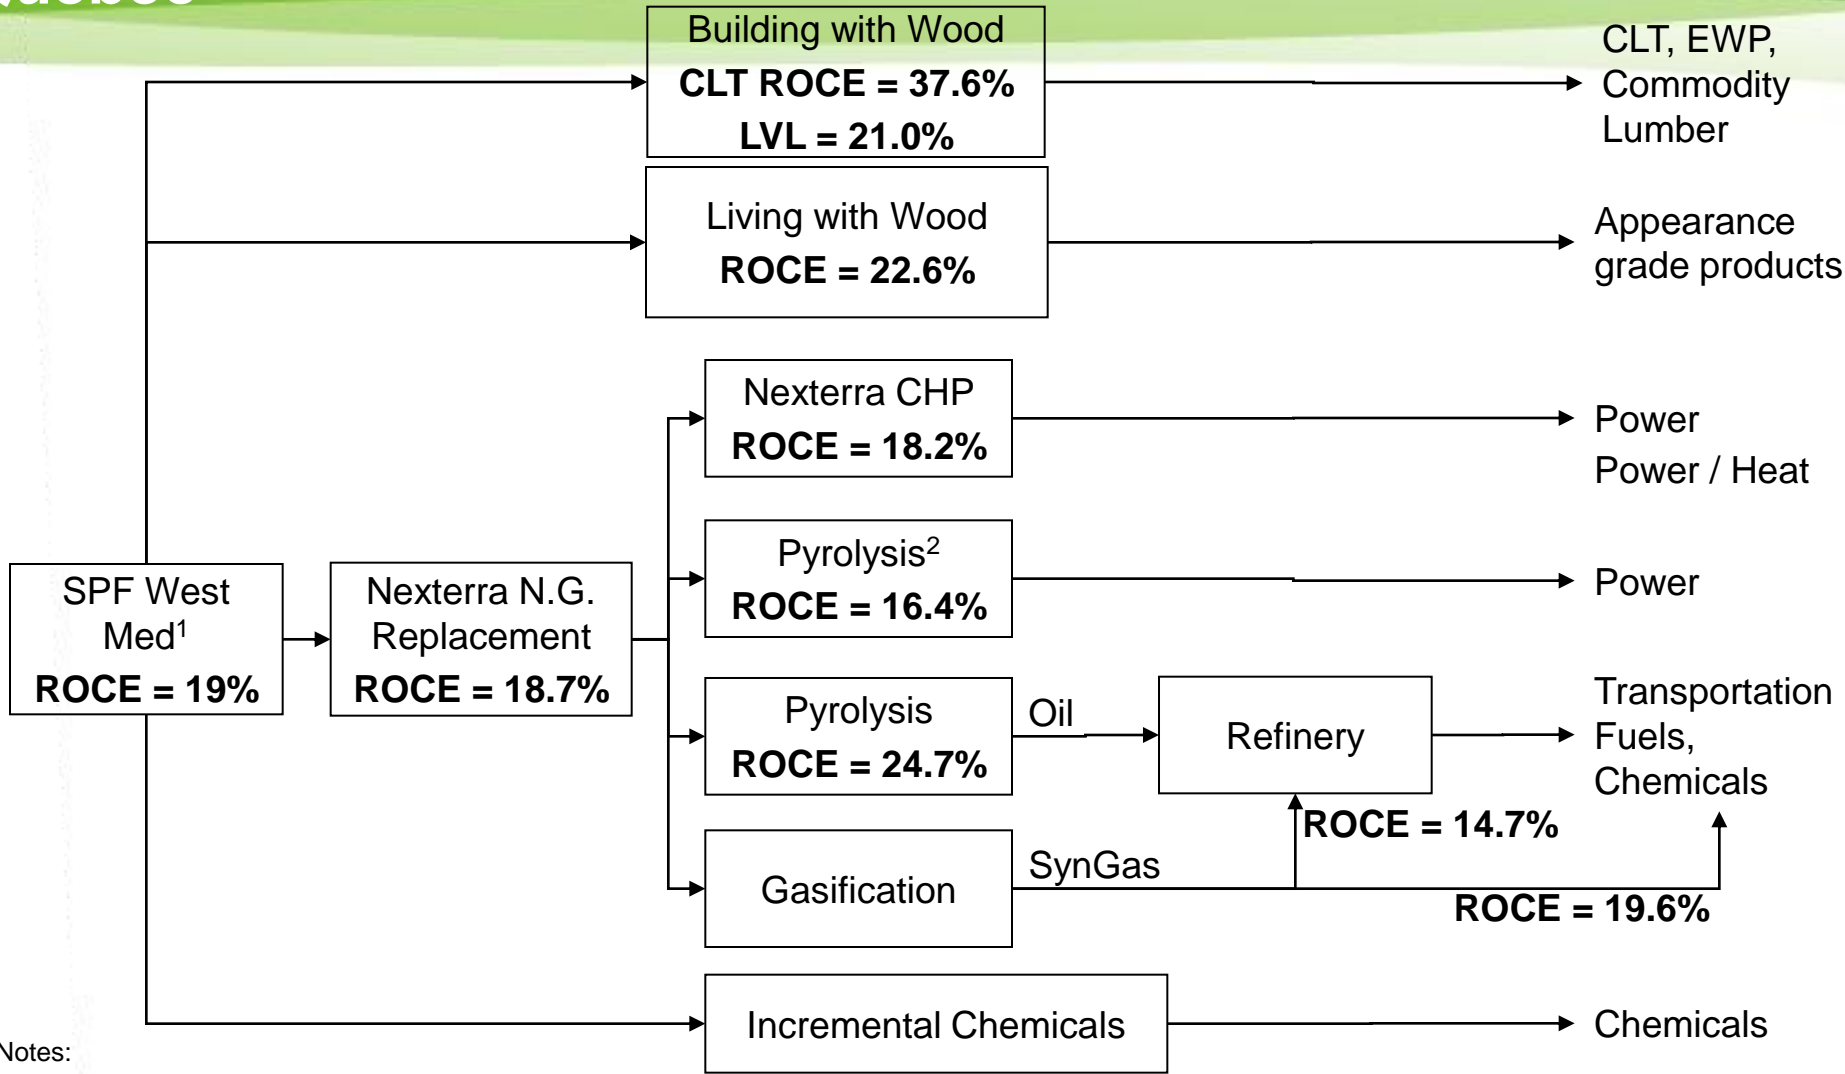 Building with Wood
CLT ROCE = 37.6%
LVL = 21.0%
CLT, EWP,
Commodity
Lumber
Living with Wood
ROCE = 22.6%
Appearance
grade products
Nexterra CHP
ROCE = 18.2%
Power
Power / Heat
Pyrolysis²
ROCE = 16.4%
Power
SPF West
Med¹
ROCE = 19%
Nexterra N.G.
Replacement
ROCE = 18.7%
Pyrolysis
ROCE = 24.7%
Oil
Refinery
Transportation
Fuels,
Chemicals
ROCE = 14.7%
Gasification
SynGas
ROCE = 19.6%
Incremental Chemicals
Chemicals
Notes: